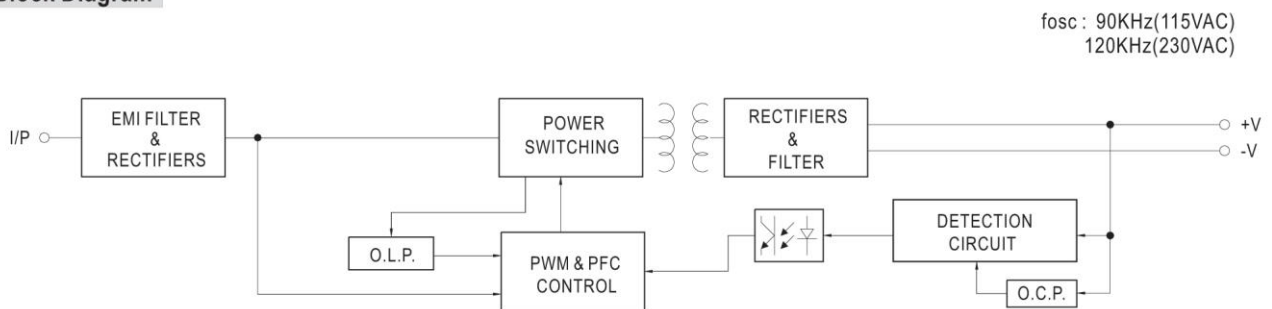 Block Diagram
fosc : 90KHz(115VAC)
120KHz(230VAC)
I/P
EMI FILTER
&
RECTIFIERS
POWER
SWITCHING
RECTIFIERS
&
FILTER
+V
-V
O.L.P.
PWM & PFC
CONTROL
DETECTION
CIRCUIT
O.C.P.